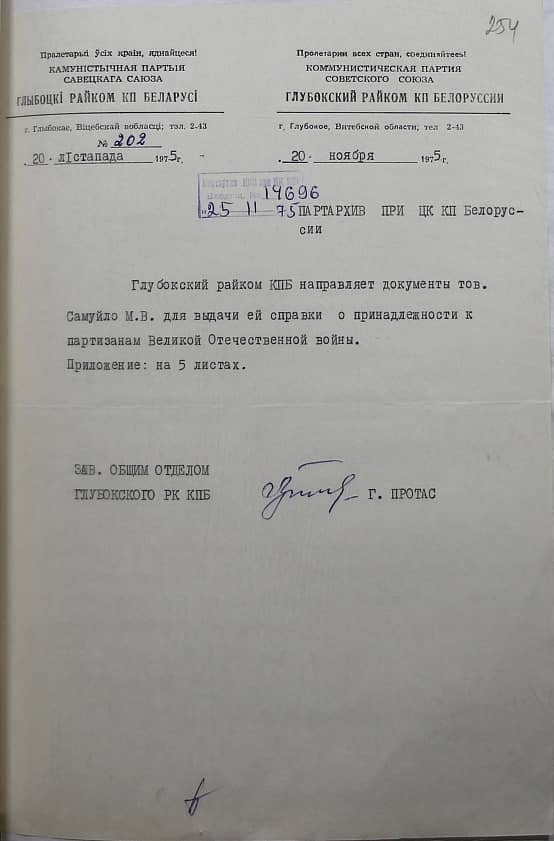 254
Пралетарыі ўсіх краін, яднайцеся!
КАМУНІСТЫЧНАЯ ПАРТЫЯ
САВЕЦКАГА САЮЗА
ГЛЫБОЦКІ РАЙКОМ КП БЕЛАРУСІ
г. Глыбокае, Віцебскай вобласці; тэл. 2-43
№ 202
20. лістапада 1975г.
Пролетарии всех стран, соединяйтесь!
КОММУНИСТИЧЕСКАЯ ПАРТИЯ
СОВЕТСКОГО СОЮЗА
ГЛУБОКСКИЙ РАЙКОМ КП БЕЛОРУССИИ
г. Глубокое, Витебской области; тел 2-43
20. ноября 1975г.
14696
25 11 75
ПАРТАРХИВ ПРИ ЦК КП Белорус-
сии
Глубокский райком КПБ направляет документы тов.
Самуйло М.В. для выдачи ей справки о принадлежности к
партизанам Великой Отечественной войны.
Приложение: на 5 листах.
ЗАВ. ОБЩИМ ОТДЕЛОМ
ГЛУБОКСКОГО РК КПБ Г. ПРОТАС